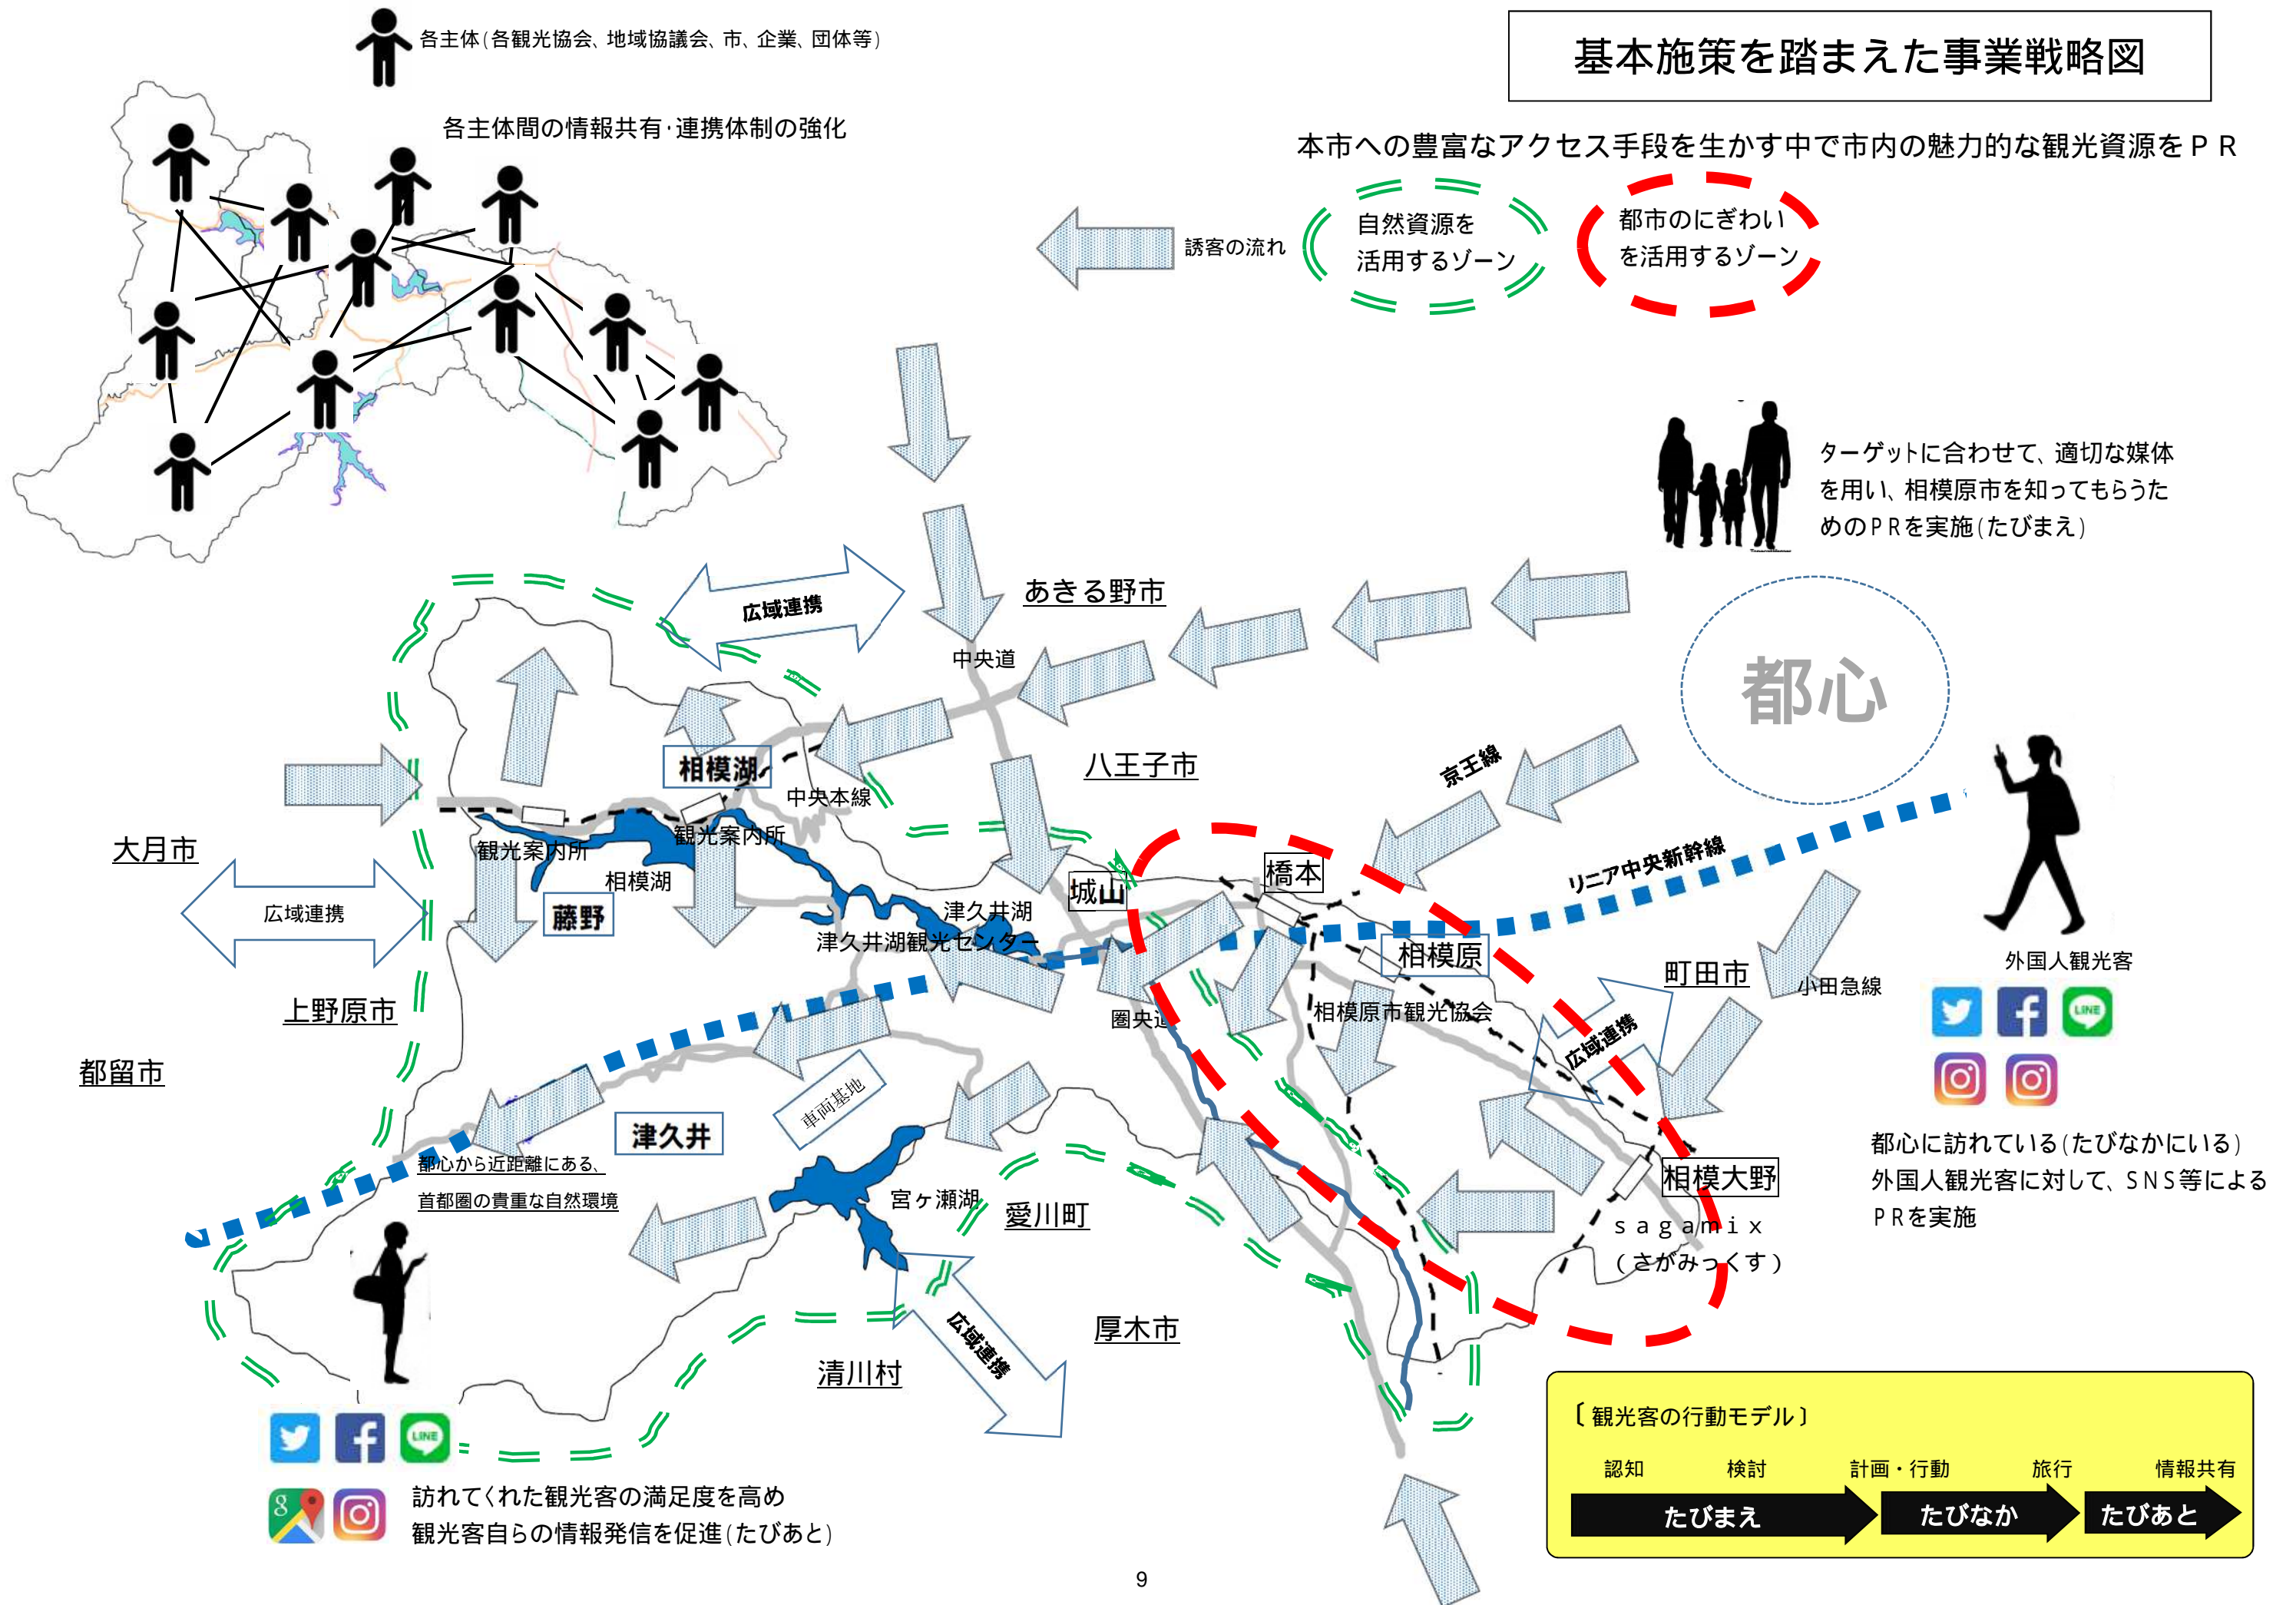 各主体(各観光協会、地域協議会、市、企業、団体等)
基本施策を踏まえた事業戦略図
各主体間の情報共有・連携体制の強化
本市への豊富なアクセス手段を生かす中で市内の魅力的な観光資源をＰＲ
誘客の流れ
自然資源を
活用するゾーン
都市のにぎわい
を活用するゾーン
ターゲットに合わせて、適切な媒体
を用い、相模原市を知ってもらうた
めのＰＲを実施(たびまえ)
広域連携
あきる野市
中央道
都心
相模湖
八王子市
京王線
中央本線
大月市
観光案内所
観光案内所
リニア中央新幹線
橋本
相模湖
城山
広域連携
藤野
津久井湖
津久井湖観光センター
相模原
外国人観光客
町田市
小田急線
上野原市
圏央道
相模原市観光協会
LINE
広域連携
都留市
車両基地
津久井
都心から近距離にある、
首都圏の貴重な自然環境
都心に訪れている(たびなかにいる)
外国人観光客に対して、ＳＮＳ等による
ＰＲを実施
宮ヶ瀬湖
愛川町
相模大野
ｓａｇａｍｉｘ
（さがみっくす）
広域連携
厚木市
清川村
LINE
〔観光客の行動モデル〕
認知 検討 計画・行動 旅行 情報共有
たびまえ たびなか たびあと
8
訪れてくれた観光客の満足度を高め
観光客自らの情報発信を促進(たびあと)
9